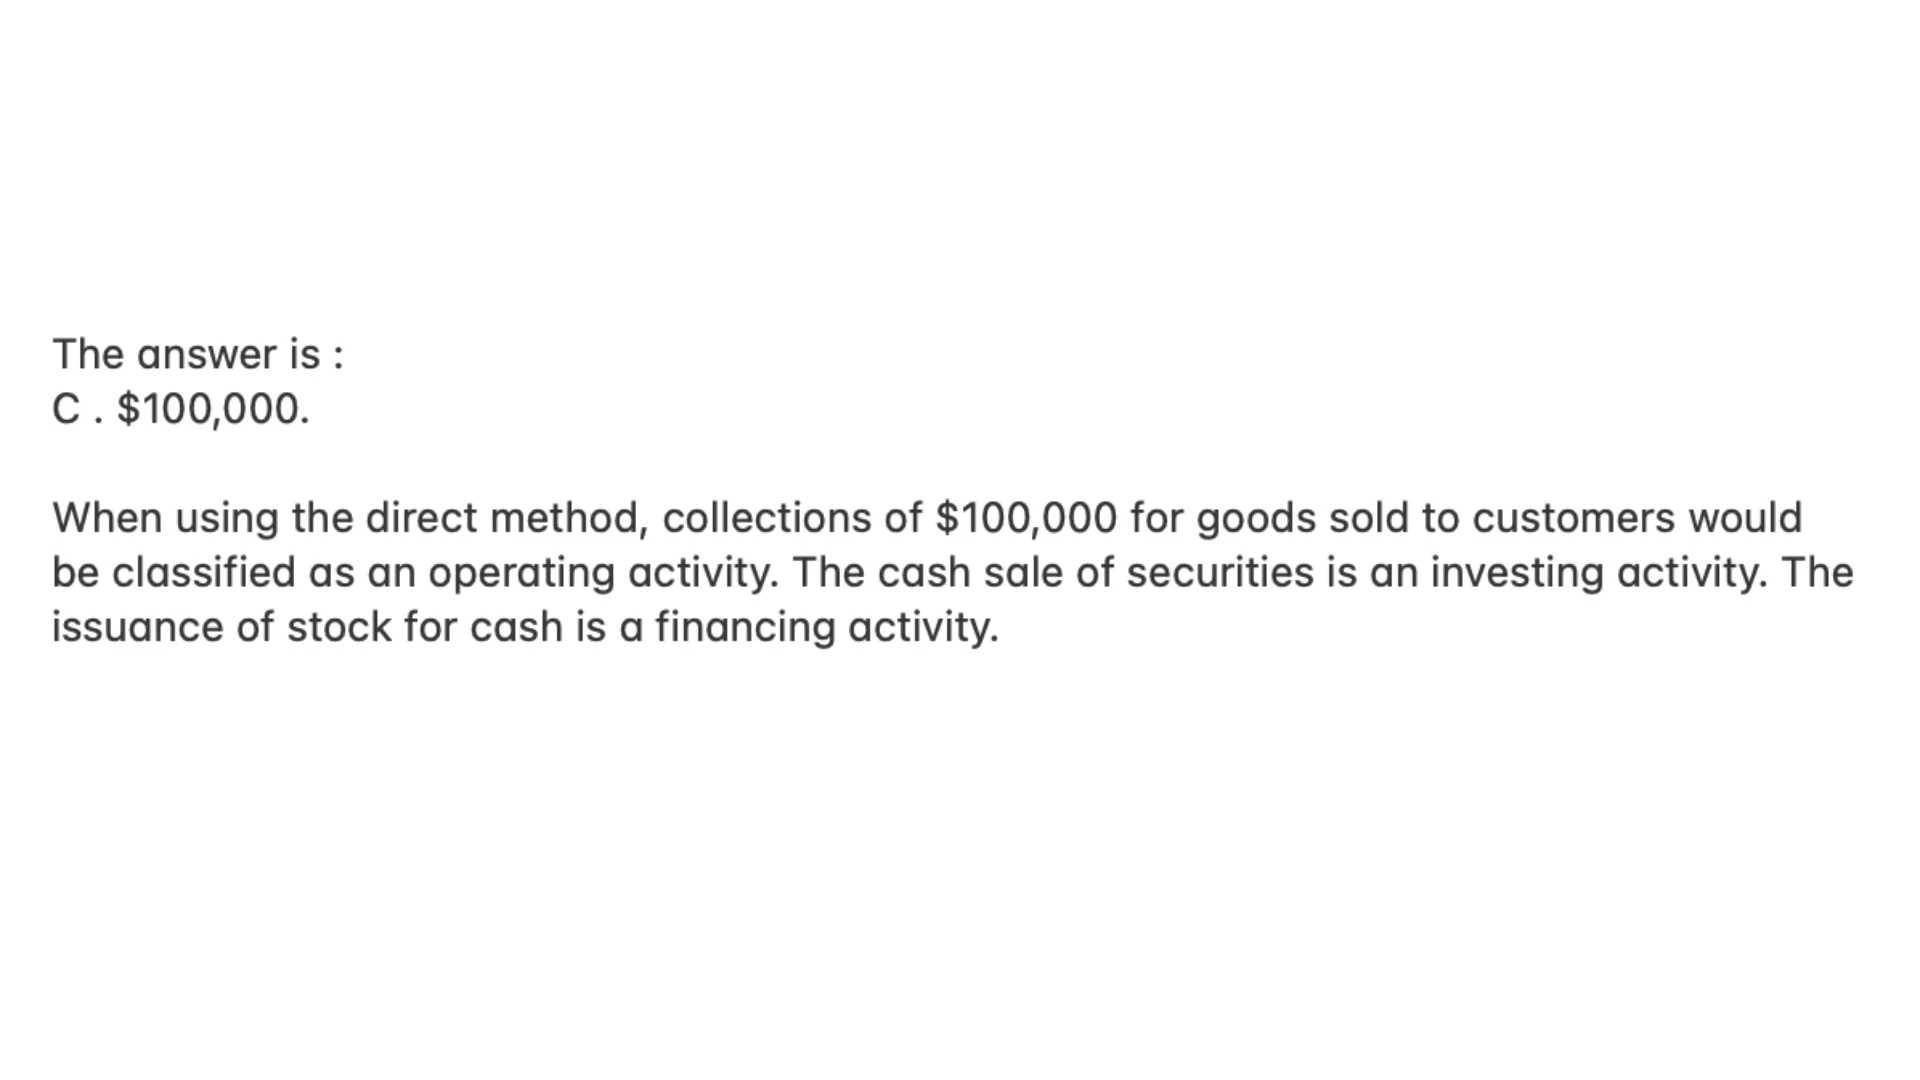 The answer is :
C . $100,000.
When using the direct method, collections of $100,000 for goods sold to customers would
be classified as an operating activity. The cash sale of securities is an investing activity. The
issuance of stock for cash is a financing activity.